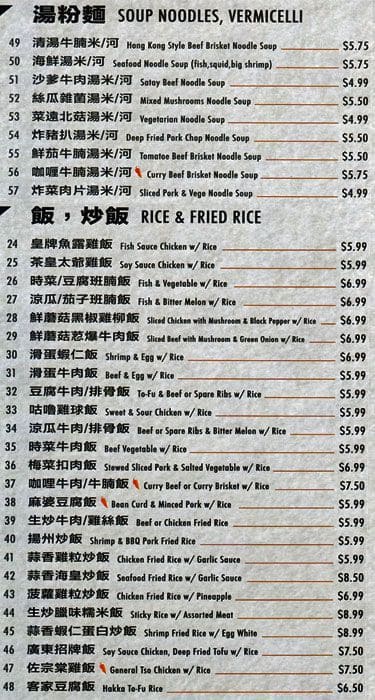 湯粉麵 SOUP NOODLES, VERMICELLI
49 清湯牛腩米/河 Hong Kong Style Beef Brisket Noodle Soup $5.75
50 海鮮湯米/河 Seafood Noodle Soup (fish,squid,big shrimp) $5.75
51 沙爹牛肉湯米/河 Satay Beef Noodle Soup $4.99
52 絲瓜雜菌湯米/河 Mixed Mushrooms Noodle Soup $5.50
53 菜遠北菇湯米/河 Vegetarian Noodle Soup $4.99
54 炸豬扒湯米/河 Deep Fried Pork Chop Noodle Soup $5.50
55 鮮茄牛腩湯米/河 Tomatoe Beef Brisket Noodle Soup $5.50
56 咖喱牛腩湯米/河 Curry Beef Brisket Noodle Soup $5.75
57 炸菜肉片湯米/河 Sliced Pork & Vege Noodle Soup $4.99
飯，炒飯 RICE & FRIED RICE
24 皇牌魚露雞飯 Fish Sauce Chicken w/ Rice $5.99
25 茶皇太爺雞飯 Soy Sauce Chicken w/ Rice $5.99
26 時菜/豆腐班腩飯 Fish & Vegetable w/ Rice $6.99
27 涼瓜/茄子班腩飯 Fish & Bitter Melon w/ Rice $6.99
28 鮮蘑菇黑椒雞柳飯 Sliced Chicken with Mushroom & Black Pepper w/ Rice $6.99
29 鮮蘑菇葱爆牛肉飯 Sliced Beef with Mushroom & Green Onion w/ Rice $6.99
30 滑蛋蝦仁飯 Shrimp & Egg w/ Rice $6.99
31 滑蛋牛肉飯 Beef & Egg w/ Rice $5.99
32 豆腐牛肉/排骨飯 To-Fu & Beef or Spare Ribs w/ Rice $5.99
33 咕嚕雞球飯 Sweet & Sour Chicken w/ Rice $5.99
34 涼瓜牛肉/排骨飯 Beef or Spare Ribs & Bitter Melon w/ Rice $5.99
35 時菜牛肉飯 Beef Vegetable w/ Rice $5.99
36 梅菜扣肉飯 Stewed Sliced Pork & Salted Vegetable w/ Rice $6.99
37 咖喱牛肉/牛腩飯 Curry Beef or Curry Brisket w/ Rice $7.50
38 麻婆豆腐飯 Bean Curd & Minced Pork w/ Rice $5.99
39 生炒牛肉/雞絲飯 Beef or Chicken Fried Rice $5.99
40 揚州炒飯 Shrimp & BBQ Pork Fried Rice $5.99
41 蒜香雞粒炒飯 Chicken Fried Rice w/ Garlic Sauce $5.99
42 蒜香海皇炒飯 Seafood Fried Rice w/ Garlic Sauce $8.50
43 菠蘿雞粒炒飯 Chicken Fried Rice w/ Pineapple $6.99
44 生炒臘味糯米飯 Sticky Rice w/ Assorted Meat $8.99
45 蒜香蝦仁蛋白炒飯 Shrimp Fried Rice w/ Egg White $8.99
46 廣東招牌飯 Soy Sauce Chicken, Deep Fried Tofu w/ Rice $7.50
47 佐宗棠雞飯 General Tso Chicken w/ Rice $7.50
48 客家豆腐飯 Hakka To-Fu Rice $6.50